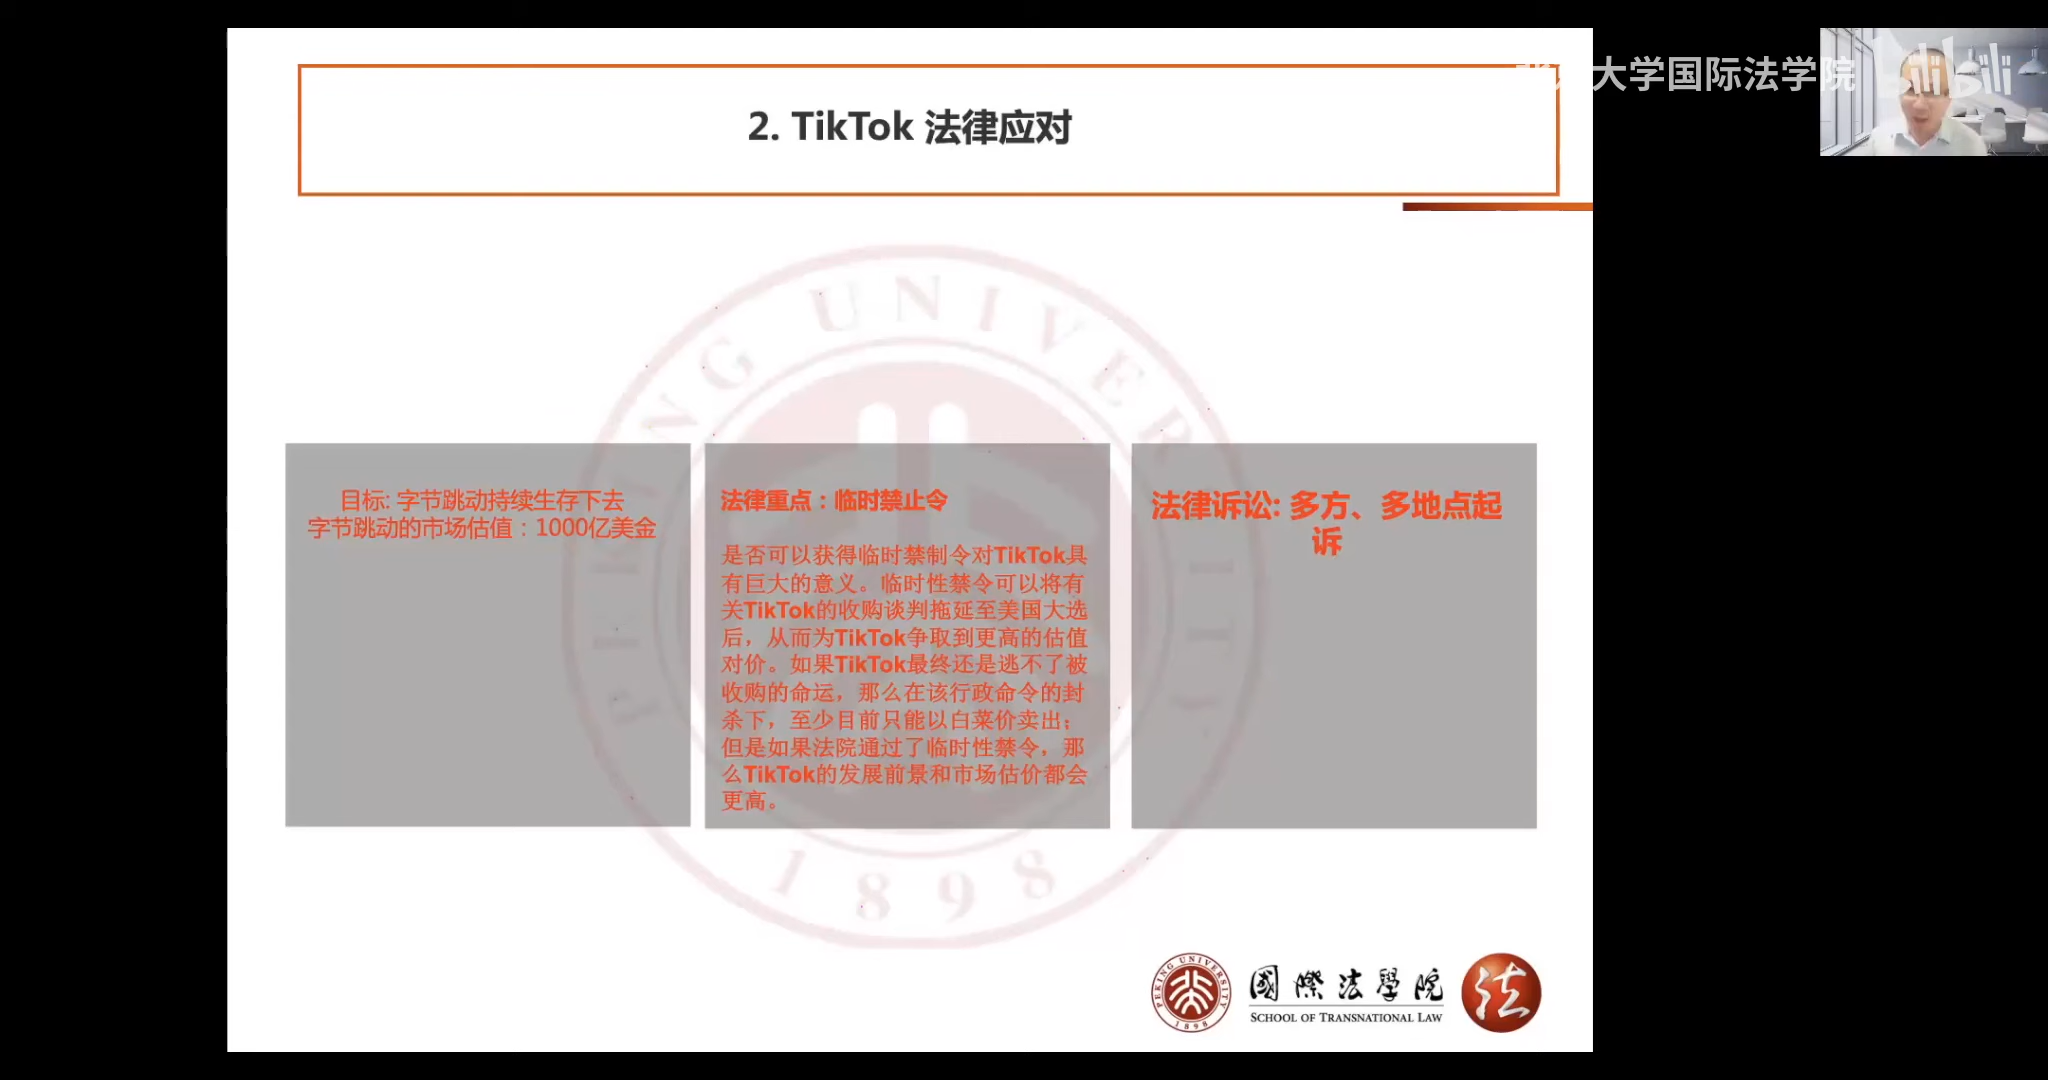 2. TikTok 法律应对
大学国际法学院
bilibili
目标: 字节跳动持续生存下去
字节跳动的市场估值：1000亿美金
法律重点：临时禁止令
是否可以获得临时禁制令对TikTok具
有巨大的意义。临时性禁令可以将有
关TikTok的收购谈判拖延至美国大选
后，从而为TikTok争取到更高的估值
对价。如果TikTok最终还是逃不了被
收购的命运，那么在该行政命令的封
杀下，至少目前只能以白菜价卖出；
但是如果法院通过了临时性禁令，那
么TikTok的发展前景和市场估价都会
更高。
法律诉讼: 多方、多地点起
诉
PEKING UNIVERSITY
1898
PEKING UNIVERSITY
1898
國際法學院
SCHOOL OF TRANSNATIONAL LAW
法